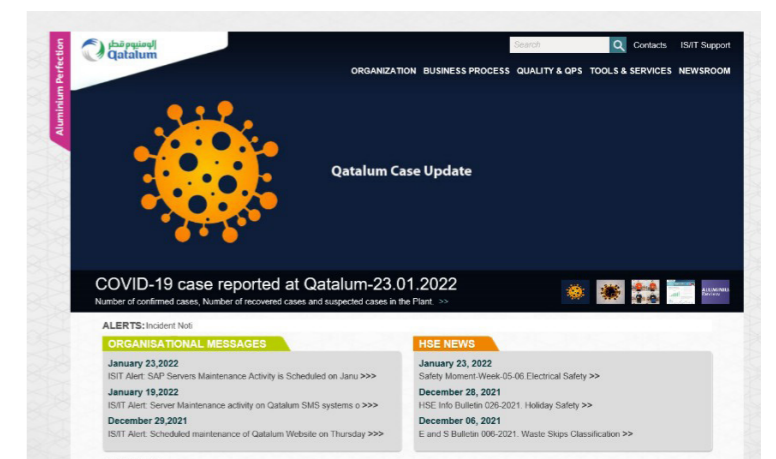 Aluminium Perfection
الومنيوم قطر
Qatalum
Search
Contacts IS/IT Support
ORGANIZATION BUSINESS PROCESS QUALITY & QPS TOOLS & SERVICES NEWSROOM
Qatalum Case Update
COVID-19 case reported at Qatalum-23.01.2022
Number of confirmed cases, Number of recovered cases and suspected cases in the Plant. >>
ALERTS: Incident Noti
ORGANISATIONAL MESSAGES
January 23,2022
ISIT Alert: SAP Servers Maintenance Activity is Scheduled on Janu >>>
January 19,2022
IS/IT Alert: Server Maintenance activity on Qatalum SMS systems o >>>
December 29,2021
IS/IT Alert: Scheduled maintenance of Qatalum Website on Thursday >>>
HSE NEWS
January 23, 2022
Safety Moment-Week-05-06.Electrical Safety >>
December 28, 2021
HSE Info Bulletin 026-2021. Holiday Safety >>
December 06, 2021
E and S Bulletin 006-2021. Waste Skips Classification >>